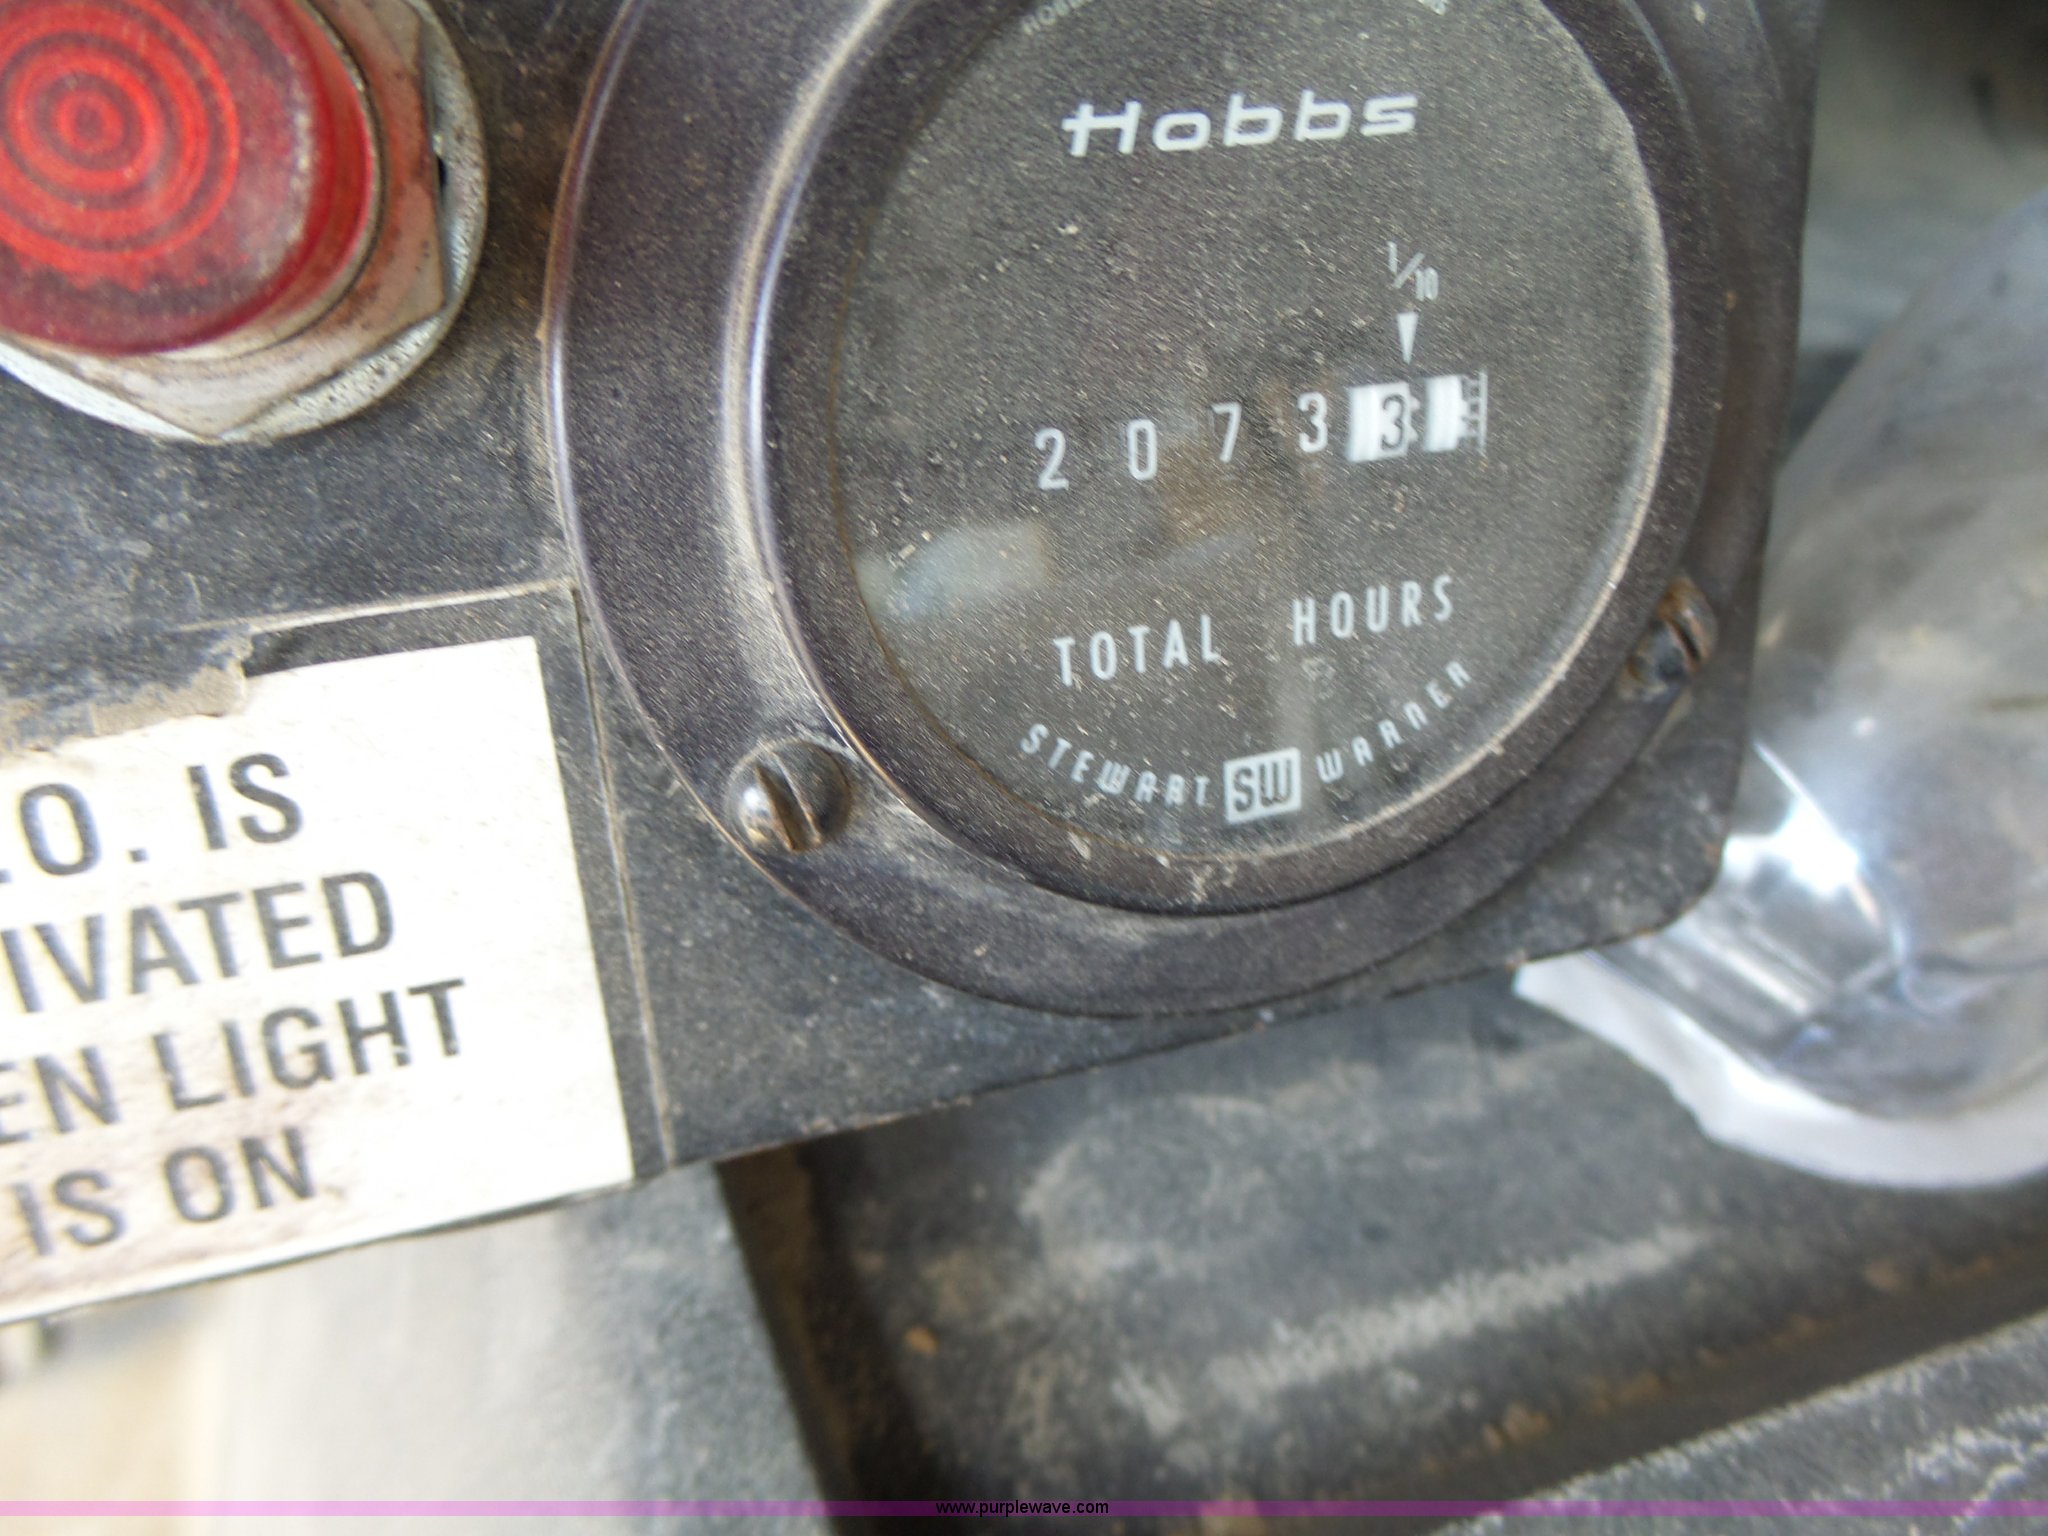 Hobbs
1/10
2 0 7 3 3
TOTAL HOURS
STEWART SW WARNER
.O. IS
IVATED
EN LIGHT
IS ON
www.purplewave.com